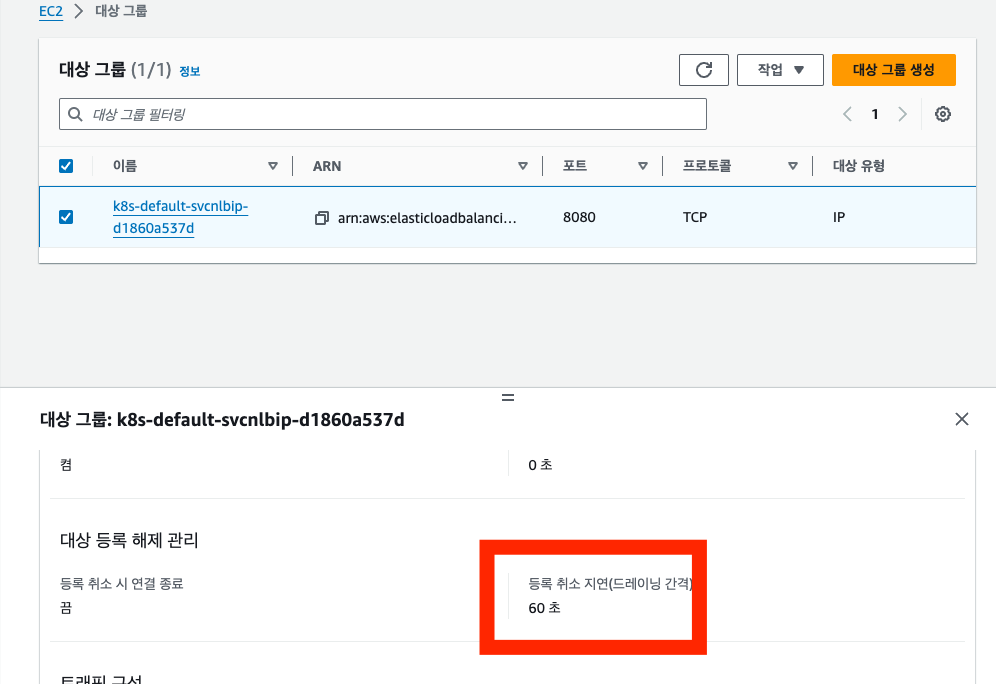 EC2 > 대상 그룹
대상 그룹 (1/1) 정보
작업 ▼
대상 그룹 생성
대상 그룹 필터링
1
이름 ARN 포트 프로토콜 대상 유형
k8s-default-svcnlbip-
d1860a537d
arn:aws:elasticloadbalanci...
8080
TCP
IP
대상 그룹: k8s-default-svcnlbip-d1860a537d
켬
0 초
대상 등록 해제 관리
등록 취소 시 연결 종료
끔
등록 취소 지연(드레이닝 간격)
60 초
트래픽 구성